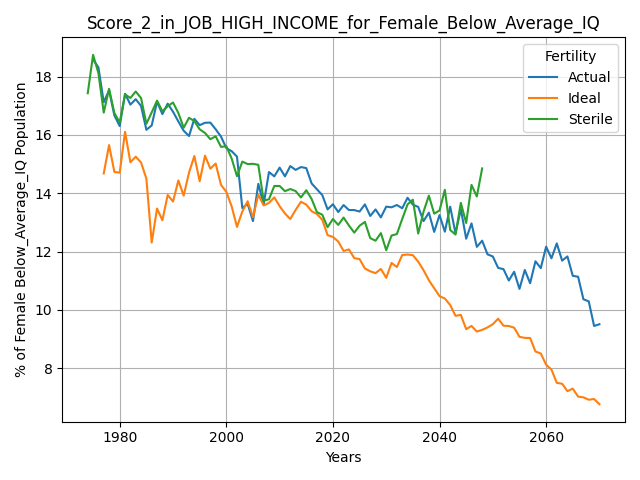 Score_2_in_JOB_HIGH_INCOME_for_Female_Below_Average_IQ
% of Female Below_Average_IQ Population
18
16
14
12
10
8
Fertility
Actual
Ideal
Sterile
1980
2000
2020
2040
2060
Years